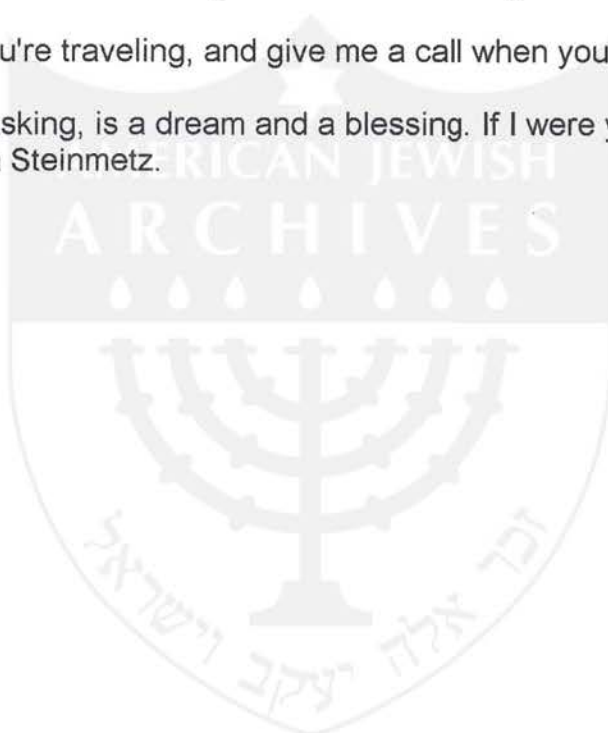 u're traveling, and give me a call when you
sking, is a dream and a blessing. If I were y
Steinmetz.
AMERICAN JEWISH
ARCHIVES
זכר אלה יעקב וישראל